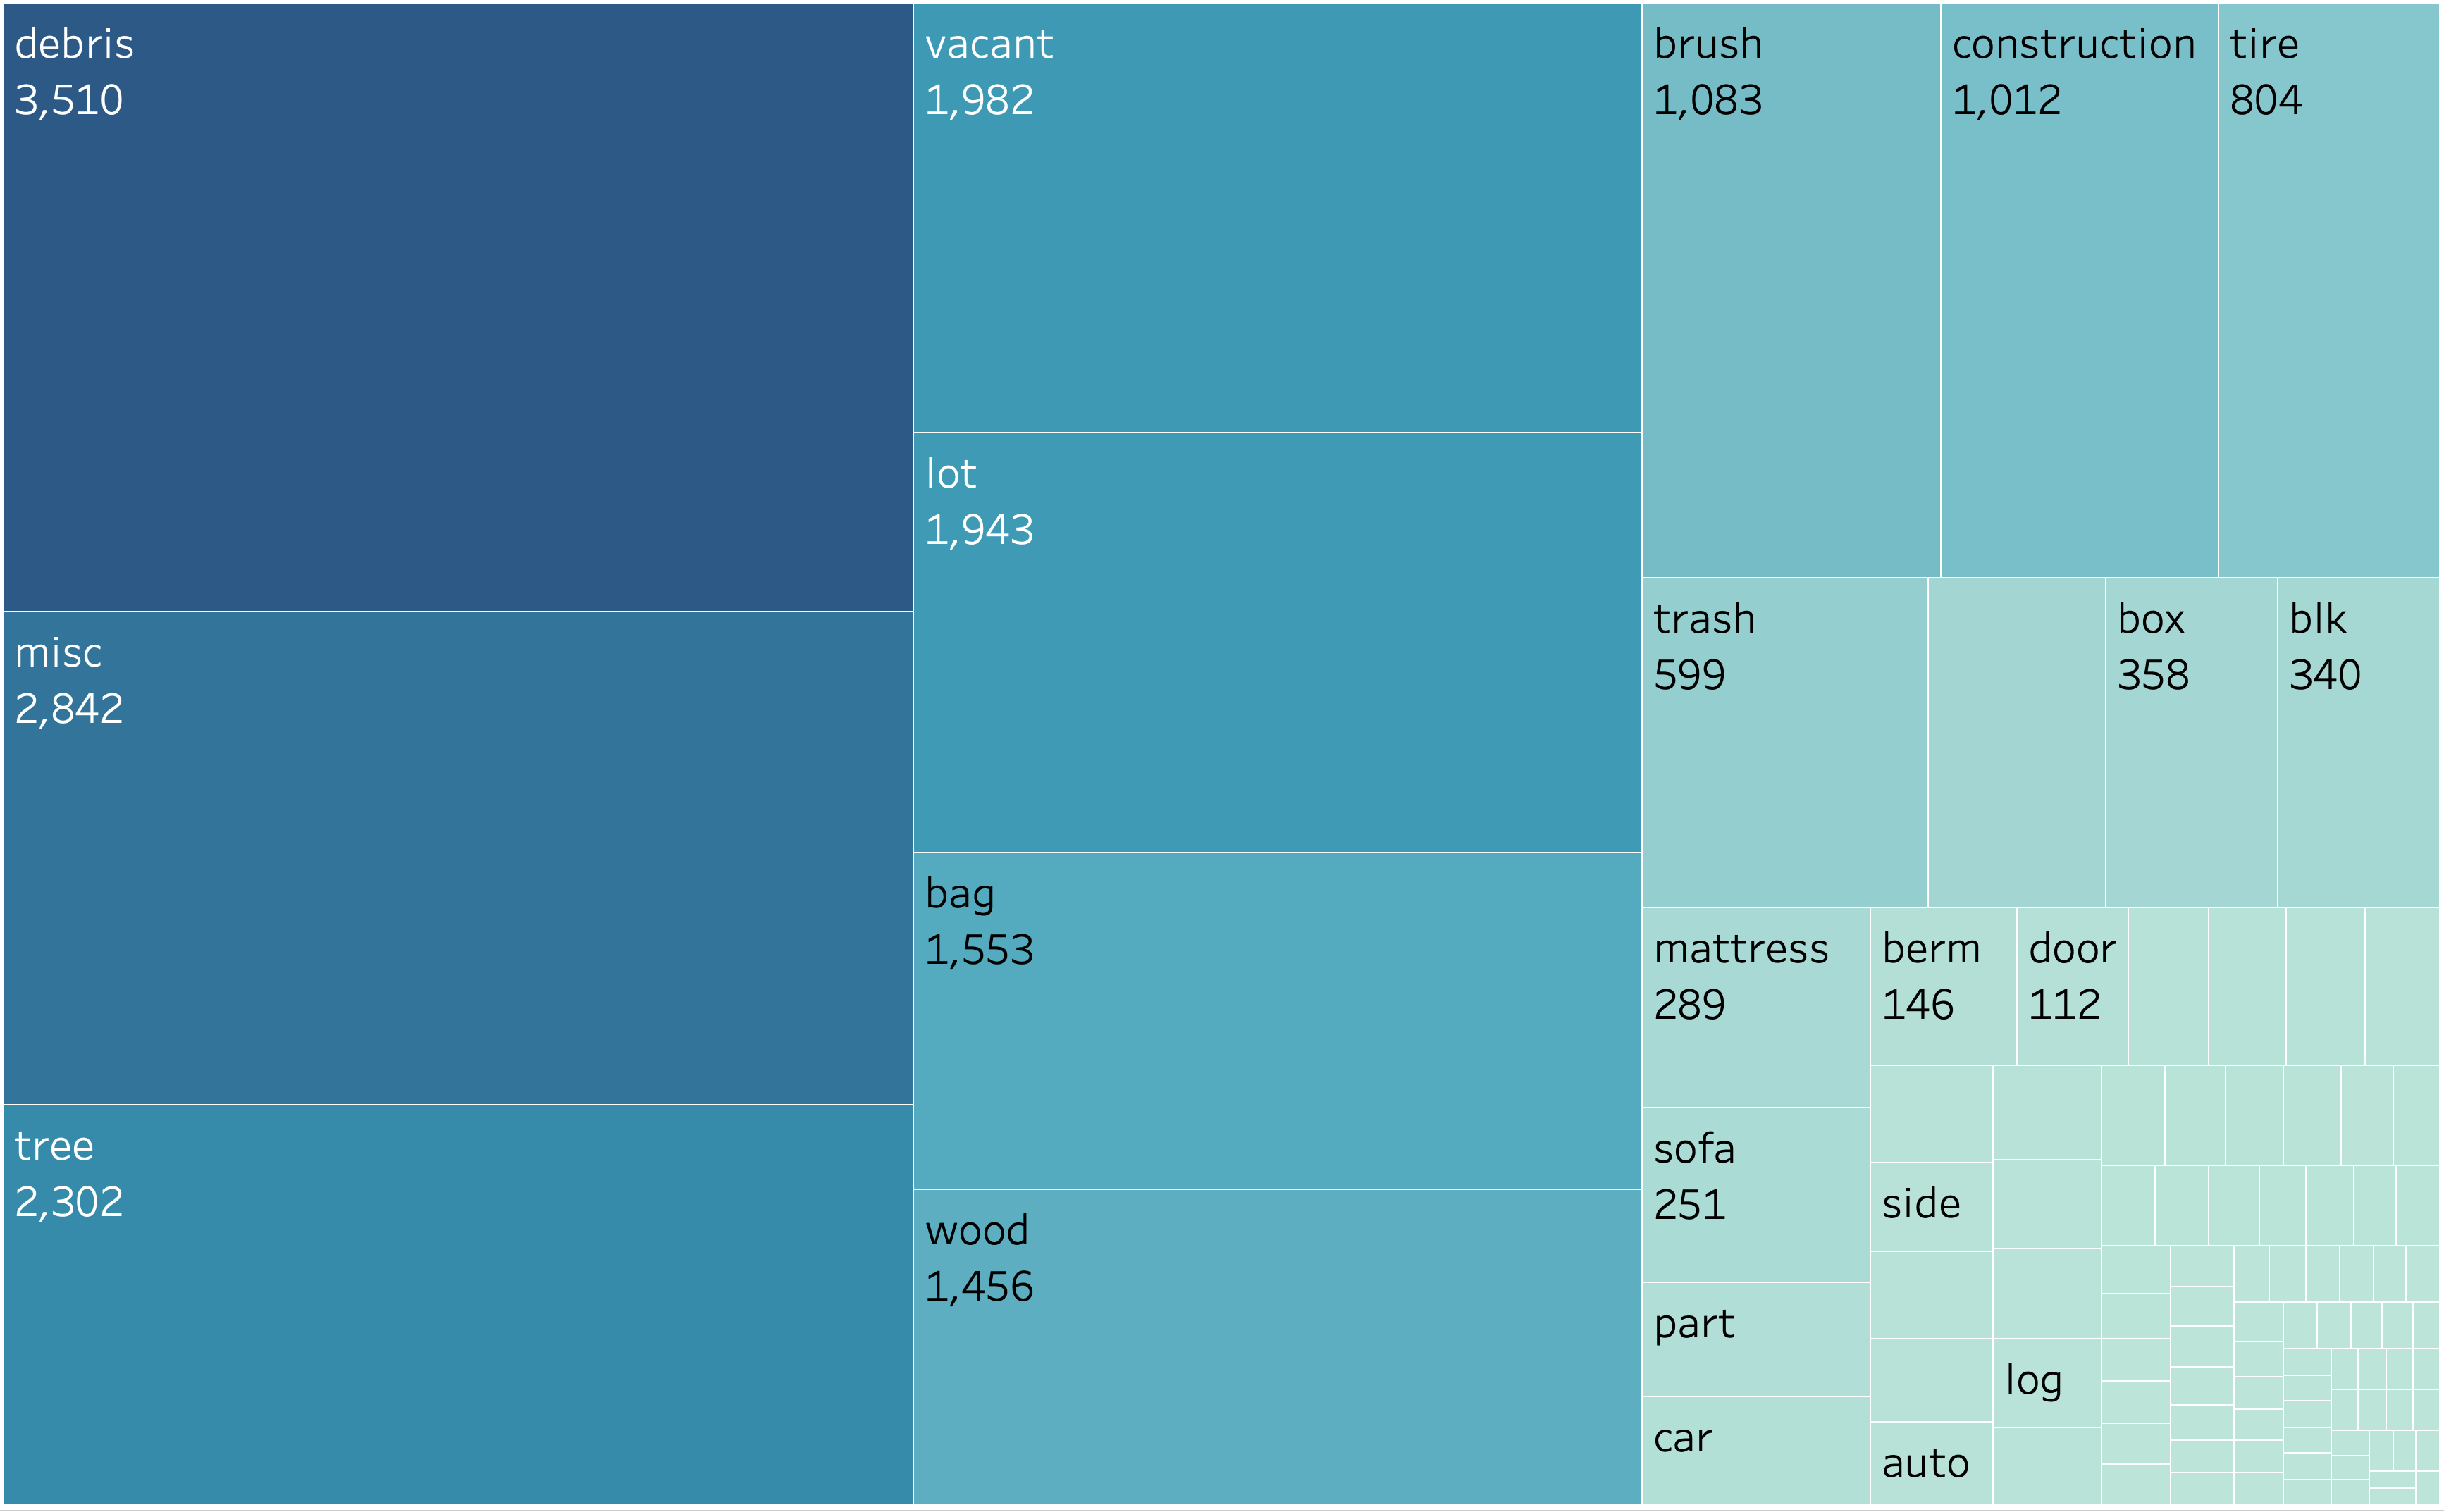 debris
3,510
misc
2,842
tree
2,302
vacant
1,982
lot
1,943
bag
1,553
wood
1,456
brush
1,083
construction
1,012
tire
804
trash
599
box
358
blk
340
mattress
289
sofa
251
part
car
berm
146
door
112
side
auto
log